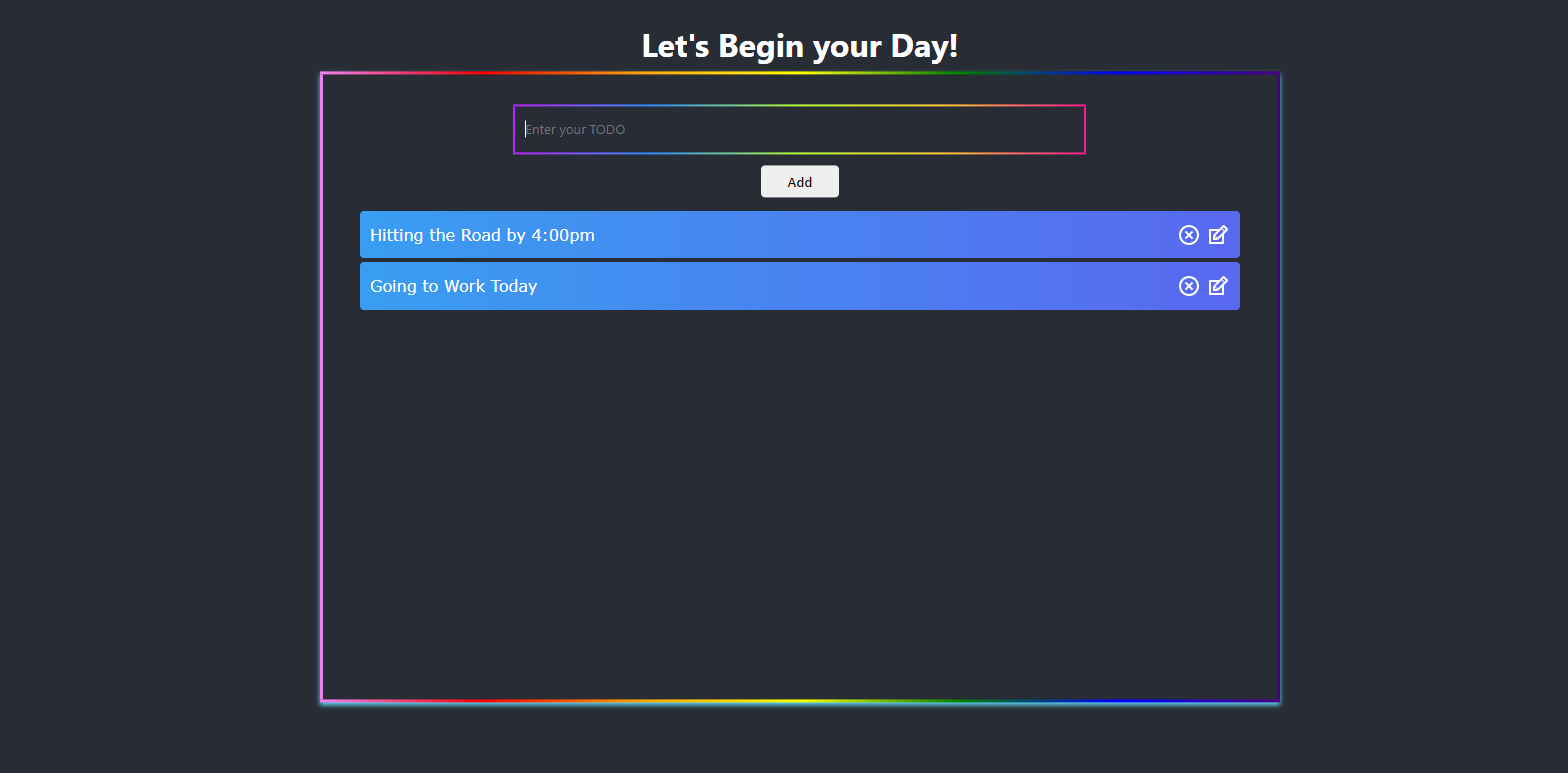 Let's Begin your Day!
Enter your TODO
Add
Hitting the Road by 4:00pm
Going to Work Today